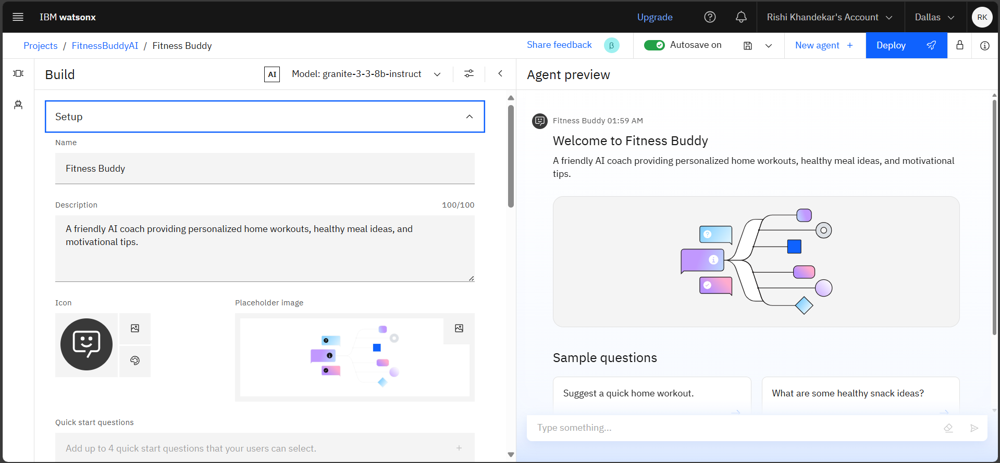 IBM watsonx
Upgrade
Rishi Khandekar's Account
Dallas
RK
Projects / FitnessBuddyAI / Fitness Buddy
Share feedback
β
Autosave on
New agent +
Deploy
Build
AI
Model: granite-3-3-8b-instruct
Setup
Name
Fitness Buddy
Description
100/100
A friendly AI coach providing personalized home workouts, healthy meal ideas, and
motivational tips.
Icon
Placeholder image
Quick start questions
Add up to 4 quick start questions that your users can select.
Agent preview
Fitness Buddy 01:59 AM
Welcome to Fitness Buddy
A friendly AI coach providing personalized home workouts, healthy meal ideas, and motivational
tips.
Sample questions
Suggest a quick home workout.
What are some healthy snack ideas?
Type something...